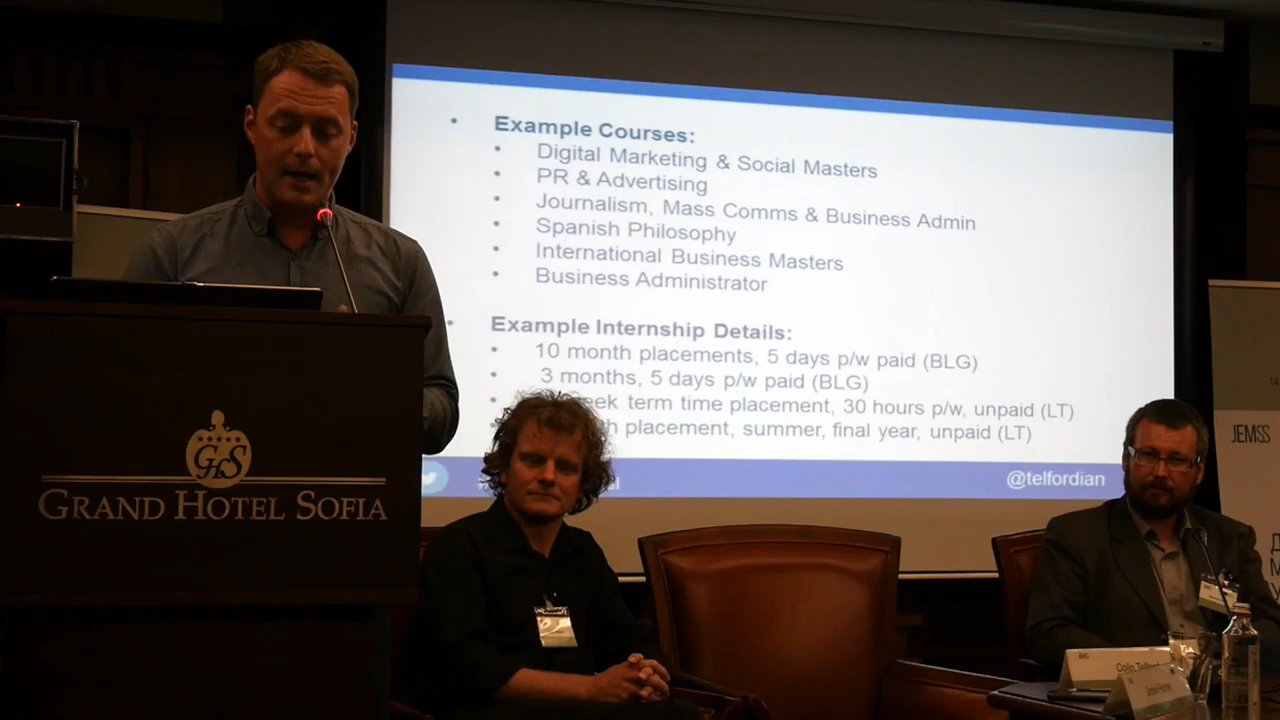 Example Courses:
Digital Marketing & Social Masters
PR & Advertising
Journalism, Mass Comms & Business Admin
Spanish Philosophy
International Business Masters
Business Administrator
Example Internship Details:
10 month placements, 5 days p/w paid (BLG)
3 months, 5 days p/w paid (BLG)
term time placement, 30 hours p/w, unpaid (LT)
placement, summer, final year, unpaid (LT)
@telfordian
GHS
GRAND HOTEL SOFIA
JEMSS
Colin